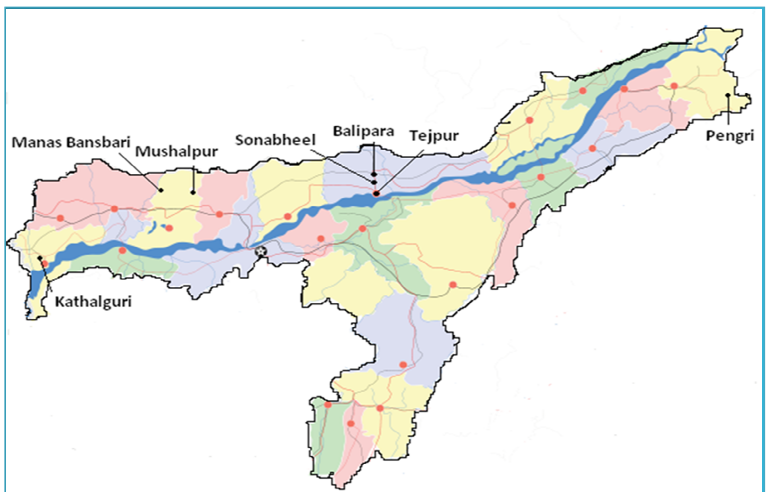 Manas Bansbari
Mushalpur
Sonabheel
Balipara
Tejpur
Pengri
Kathalguri